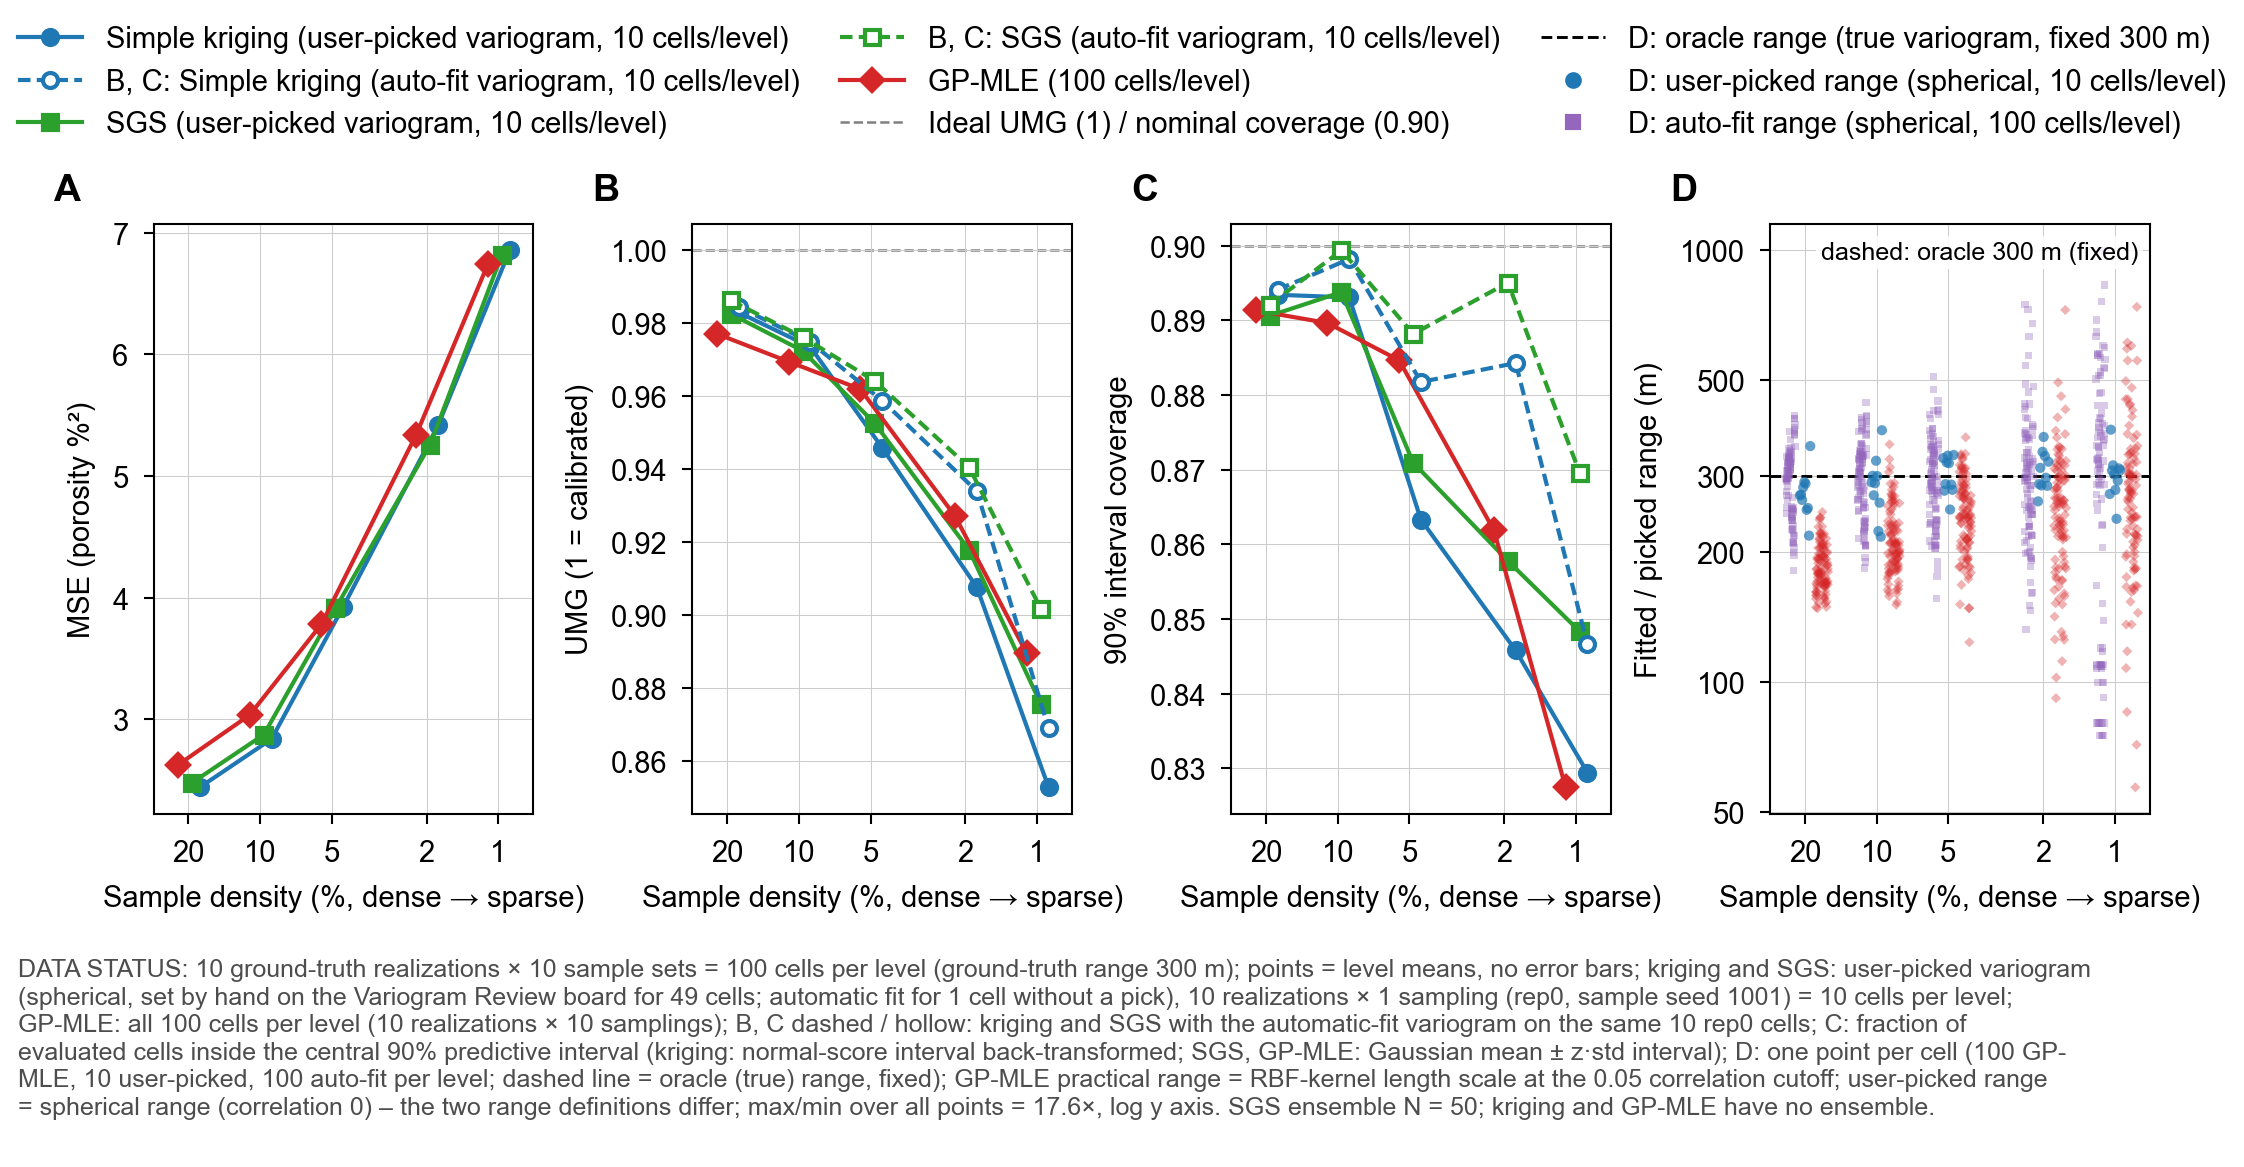 Simple kriging (user-picked variogram, 10 cells/level)
B, C: Simple kriging (auto-fit variogram, 10 cells/level)
SGS (user-picked variogram, 10 cells/level)
B, C: SGS (auto-fit variogram, 10 cells/level)
GP-MLE (100 cells/level)
Ideal UMG (1) / nominal coverage (0.90)
D: oracle range (true variogram, fixed 300 m)
D: user-picked range (spherical, 10 cells/level)
D: auto-fit range (spherical, 100 cells/level)
A
MSE (porosity %²)
7
6
5
4
3
20 10 5 2 1
Sample density (%, dense → sparse)
B
UMG (1 = calibrated)
1.00
0.98
0.96
0.94
0.92
0.90
0.88
0.86
20 10 5 2 1
Sample density (%, dense → sparse)
C
90% interval coverage
0.90
0.89
0.88
0.87
0.86
0.85
0.84
0.83
20 10 5 2 1
Sample density (%, dense → sparse)
D
Fitted / picked range (m)
dashed: oracle 300 m (fixed)
1000
500
300
200
100
50
20 10 5 2 1
Sample density (%, dense → sparse)
DATA STATUS: 10 ground-truth realizations × 10 sample sets = 100 cells per level (ground-truth range 300 m); points = level means, no error bars; kriging and SGS: user-picked variogram
(spherical, set by hand on the Variogram Review board for 49 cells; automatic fit for 1 cell without a pick), 10 realizations × 1 sampling (rep0, sample seed 1001) = 10 cells per level;
GP-MLE: all 100 cells per level (10 realizations × 10 samplings); B, C dashed / hollow: kriging and SGS with the automatic-fit variogram on the same 10 rep0 cells; C: fraction of
evaluated cells inside the central 90% predictive interval (kriging: normal-score interval back-transformed; SGS, GP-MLE: Gaussian mean ± z·std interval); D: one point per cell (100 GP-
MLE, 10 user-picked, 100 auto-fit per level; dashed line = oracle (true) range, fixed); GP-MLE practical range = RBF-kernel length scale at the 0.05 correlation cutoff; user-picked range
= spherical range (correlation 0) – the two range definitions differ; max/min over all points = 17.6×, log y axis. SGS ensemble N = 50; kriging and GP-MLE have no ensemble.